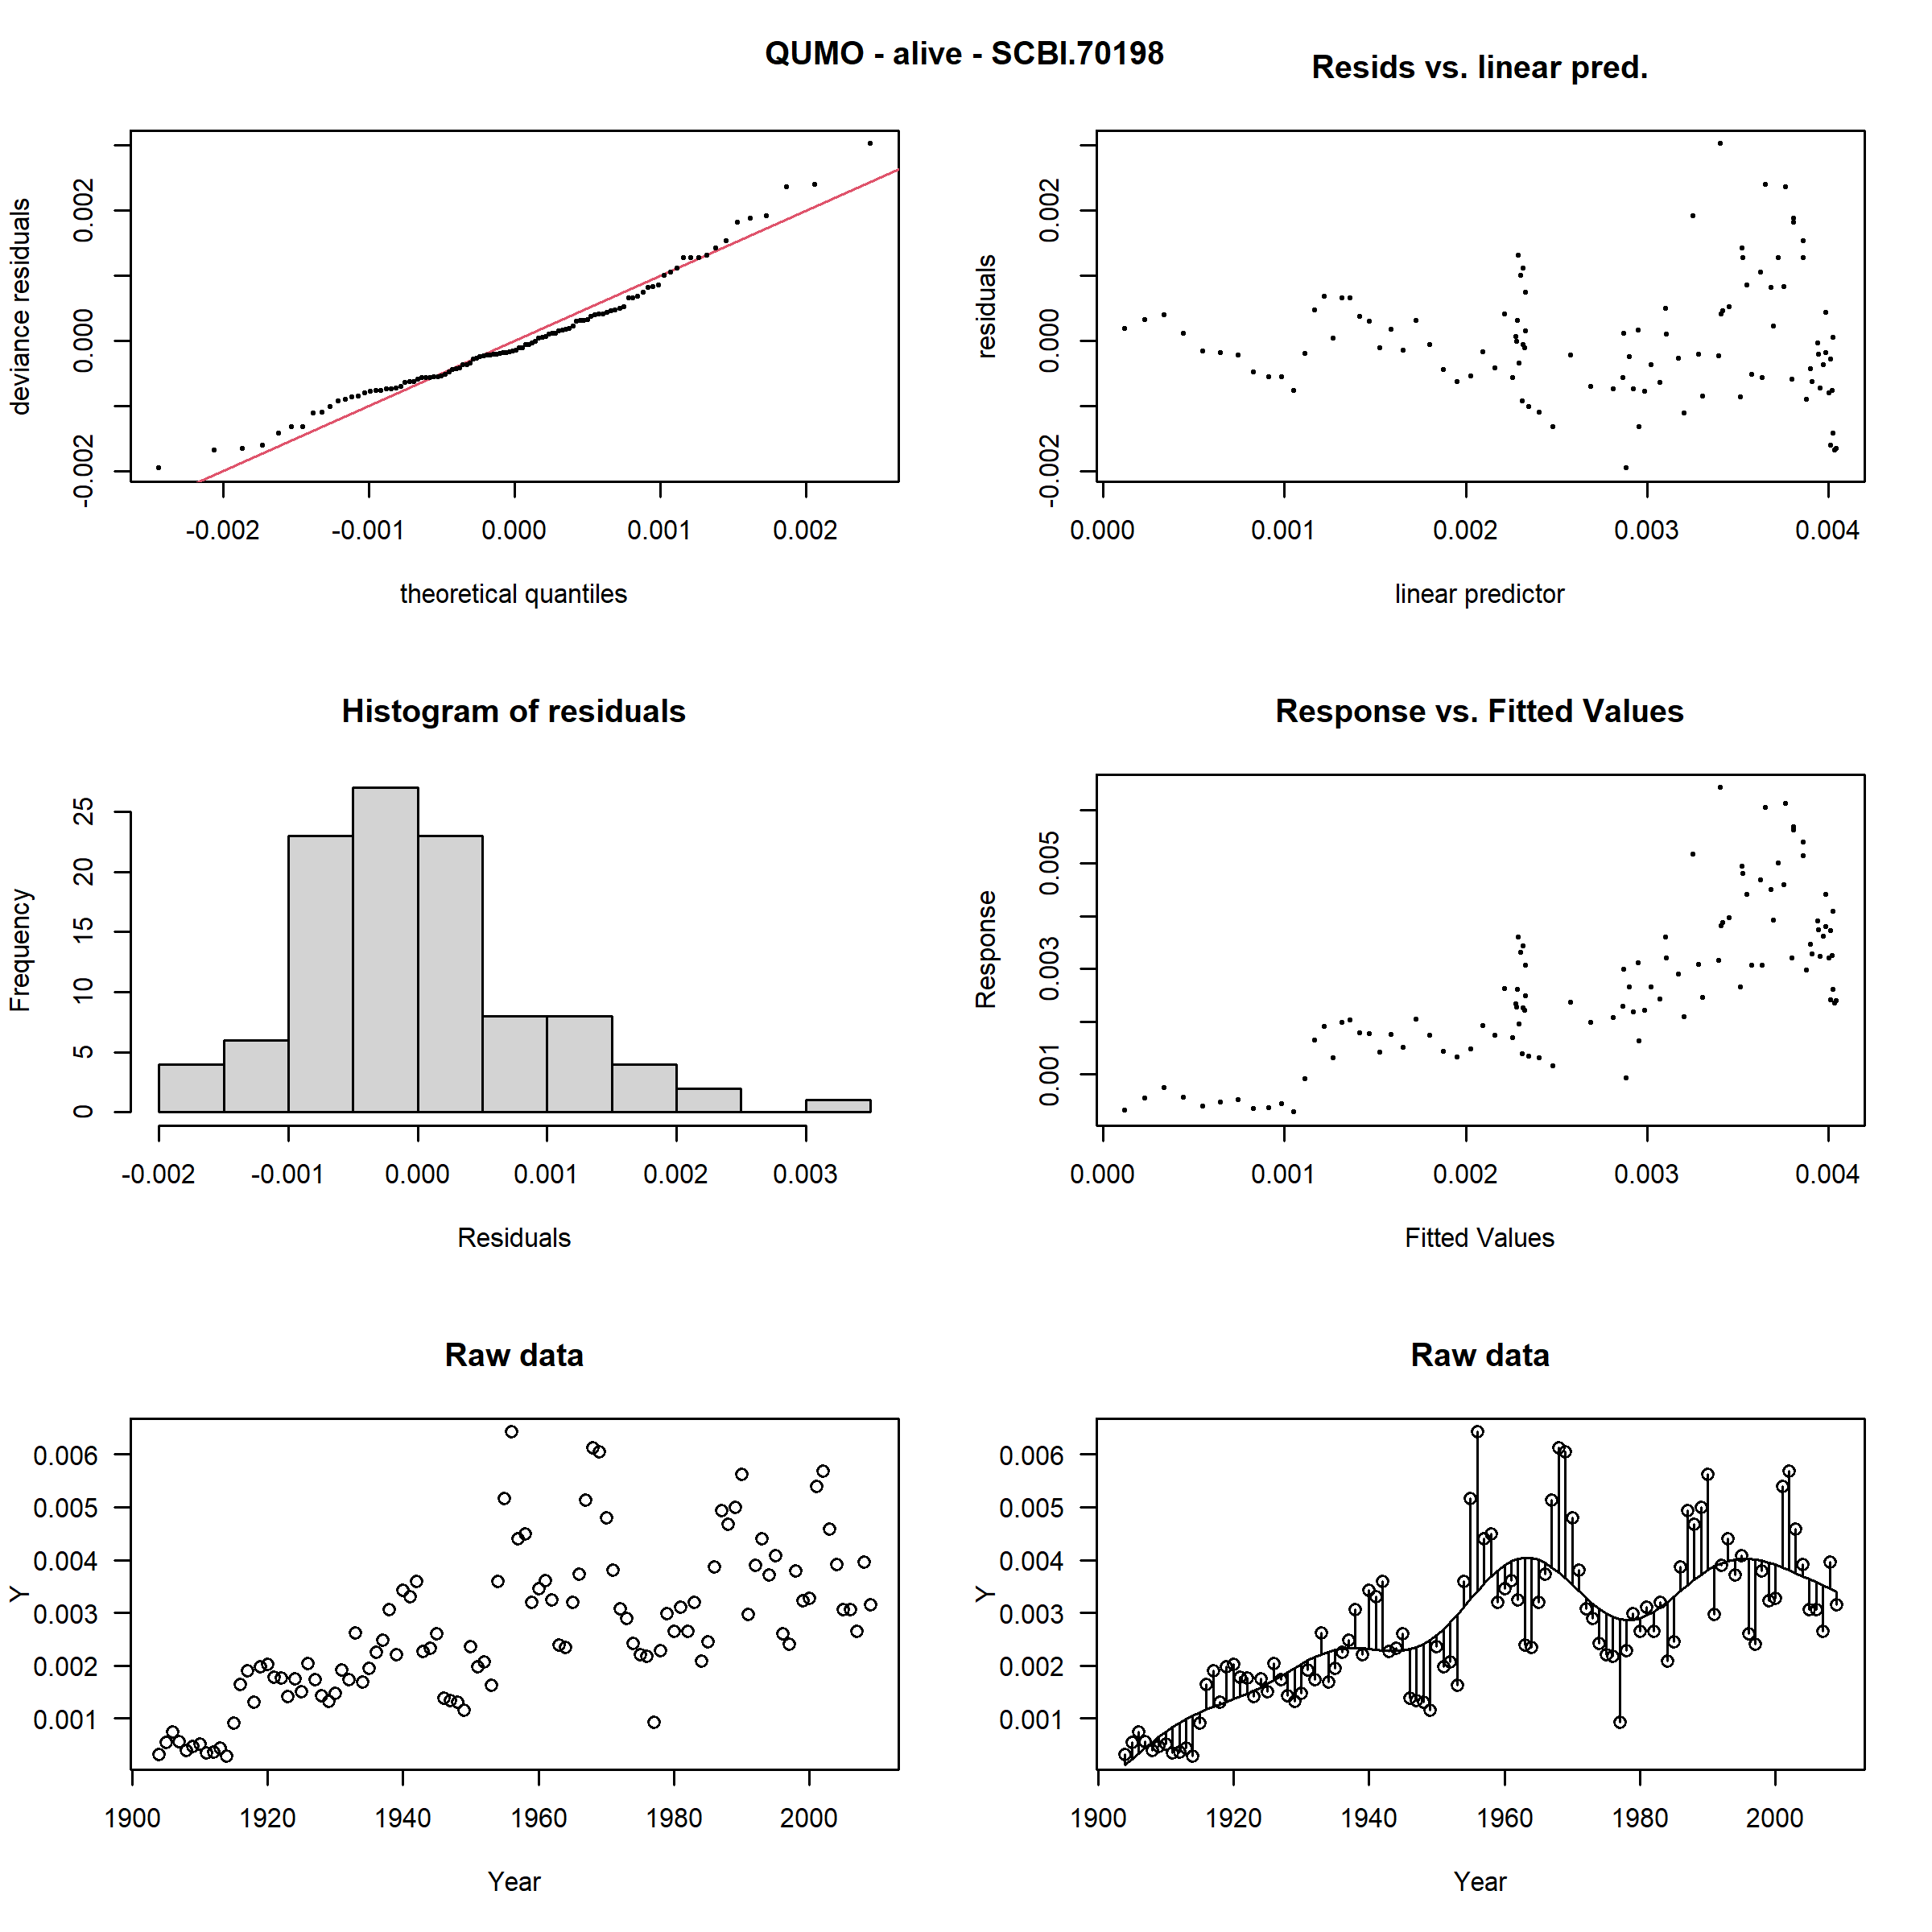 QUMO - alive - SCBI.70198
deviance residuals
0.002
0.000
-0.002
-0.002 -0.001 0.000 0.001 0.002
theoretical quantiles
Resids vs. linear pred.
residuals
0.002
0.000
-0.002
0.000 0.001 0.002 0.003 0.004
linear predictor
Histogram of residuals
Frequency
25
20
15
10
5
0
-0.002 -0.001 0.000 0.001 0.002 0.003
Residuals
Response vs. Fitted Values
Response
0.005
0.003
0.001
0.000 0.001 0.002 0.003 0.004
Fitted Values
Raw data
Y
0.006
0.005
0.004
0.003
0.002
0.001
1900 1920 1940 1960 1980 2000
Year
Raw data
Y
0.006
0.005
0.004
0.003
0.002
0.001
1900 1920 1940 1960 1980 2000
Year